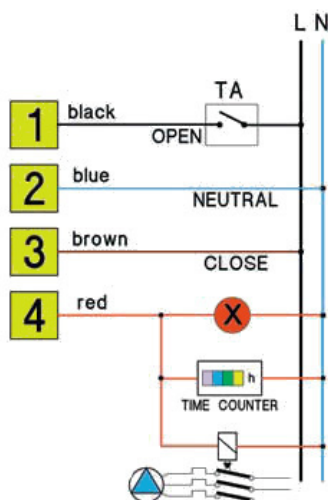 L N
TA
1 black
OPEN
2 blue
NEUTRAL
3 brown
CLOSE
4 red
X
h
TIME COUNTER